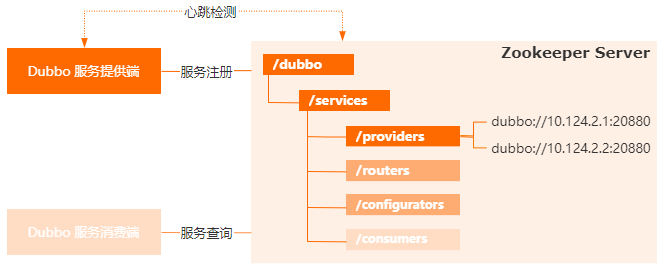 心跳检测
Zookeeper Server
Dubbo 服务提供端
服务注册
/dubbo
/services
/providers
dubbo://10.124.2.1:20880
dubbo://10.124.2.2:20880
/routers
/configurators
Dubbo 服务消费端
服务查询
/consumers